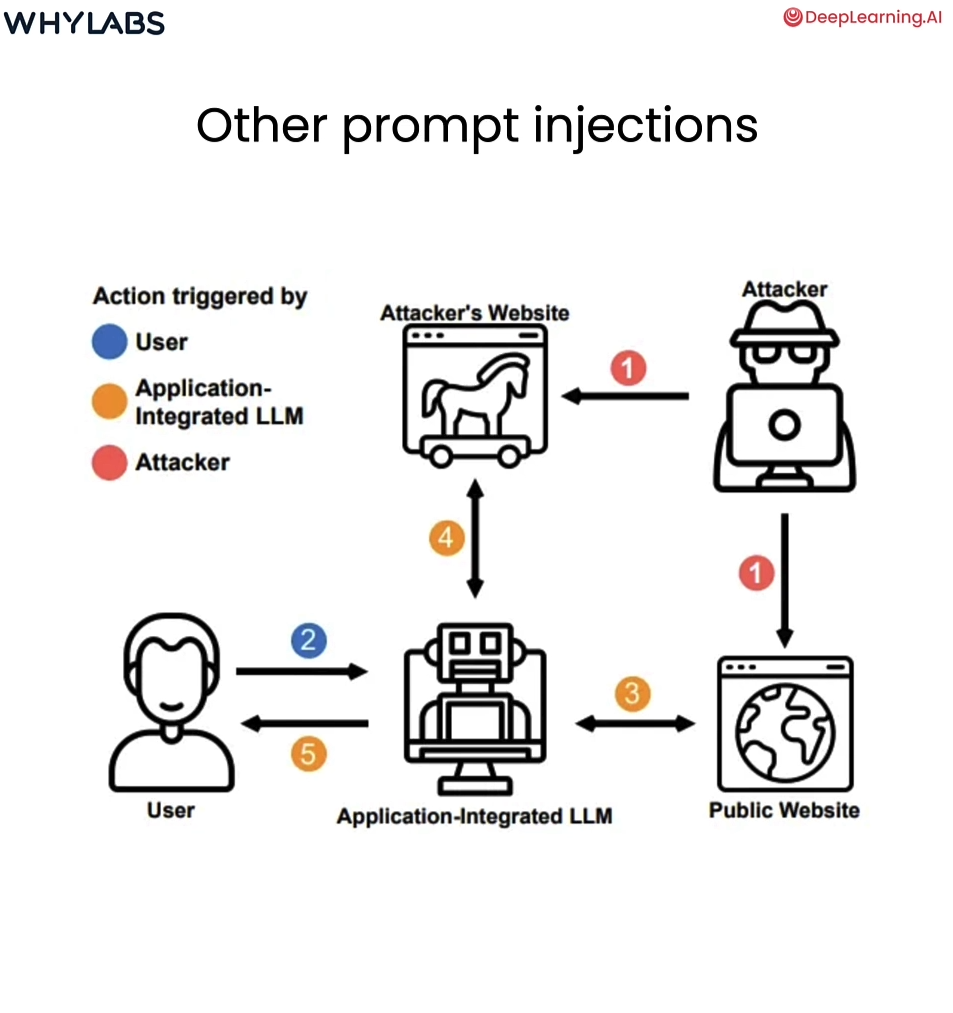 WHYLABS
DeepLearning.AI
Other prompt injections
Action triggered by
User
Application-
Integrated LLM
Attacker
Attacker's Website
Attacker
1
1
4
2
3
5
User
Application-Integrated LLM
Public Website